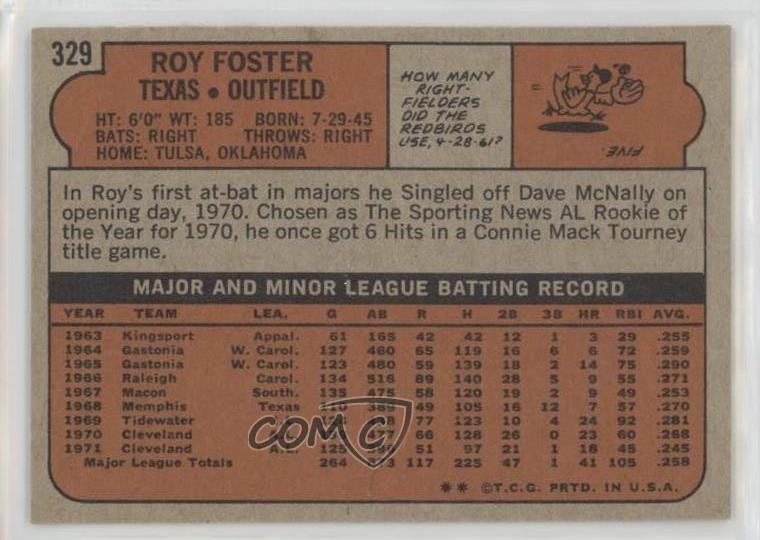 329
ROY FOSTER
TEXAS • OUTFIELD
HT: 6'0" WT: 185 BORN: 7-29-45
BATS: RIGHT THROWS: RIGHT
HOME: TULSA, OKLAHOMA
HOW MANY
RIGHT-
FIELDERS
DID THE
REDBIRDS
USE, 4-28-61?
FIVE.
In Roy's first at-bat in majors he Singled off Dave McNally on
opening day, 1970. Chosen as The Sporting News AL Rookie of
the Year for 1970, he once got 6 Hits in a Connie Mack Tourney
title game.
MAJOR AND MINOR LEAGUE BATTING RECORD
YEAR TEAM LEA. G AB R H 2B 3B HR RBI AVG.
1963 Kingsport Appal. 61 165 42 42 12 1 3 29 .255
1964 Gastonia W. Carol. 127 460 65 119 16 6 6 72 .259
1965 Gastonia W. Carol. 123 480 59 139 18 2 14 75 .290
1966 Raleigh Carol. 134 516 89 140 28 5 9 55 .271
1967 Macon South. 135 475 58 120 19 2 9 49 .253
1968 Memphis Texas 110 389 49 105 16 12 7 57 .270
1969 Tidewater 77 123 10 4 24 92 .281
1970 Cleveland 66 128 26 0 23 60 .268
1971 Cleveland A.L. 125 51 97 21 1 18 45 .245
Major League Totals 264 117 225 47 1 41 105 .258
** ©T.C.G. PRTD. IN U.S.A.
COMC